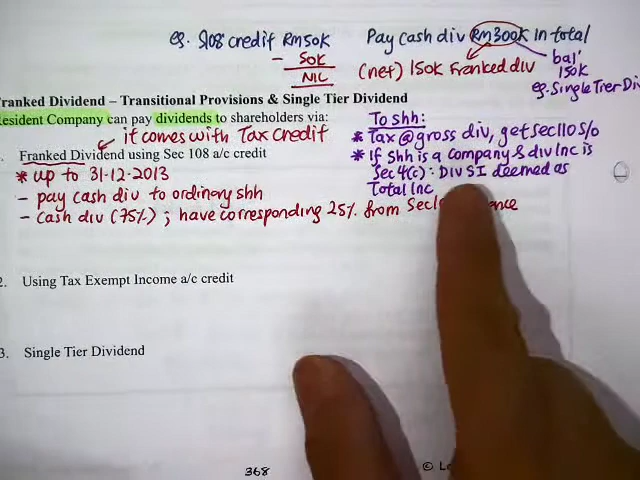 eg. S108 credit RM50K
- 50K
NIL
Pay cash div RM300K in total
(net) 150K Franked div
bal' 150K
eg. Single Tier Div
Franked Dividend – Transitional Provisions & Single Tier Dividend
Resident Company can pay dividends to shareholders via:
it comes with Tax credit
. Franked Dividend using Sec 108 a/c credit
* up to 31-12-2013
- pay cash div to ordinary shh
- cash div (75%) ; have corresponding 25% from
To shh:
* Tax @ gross div, get sec110 s/o
* If shh is a company & div Inc is
Sec 4(c) : DIV SI deemed as
Total Inc
2. Using Tax Exempt Income a/c credit
3. Single Tier Dividend
368
©